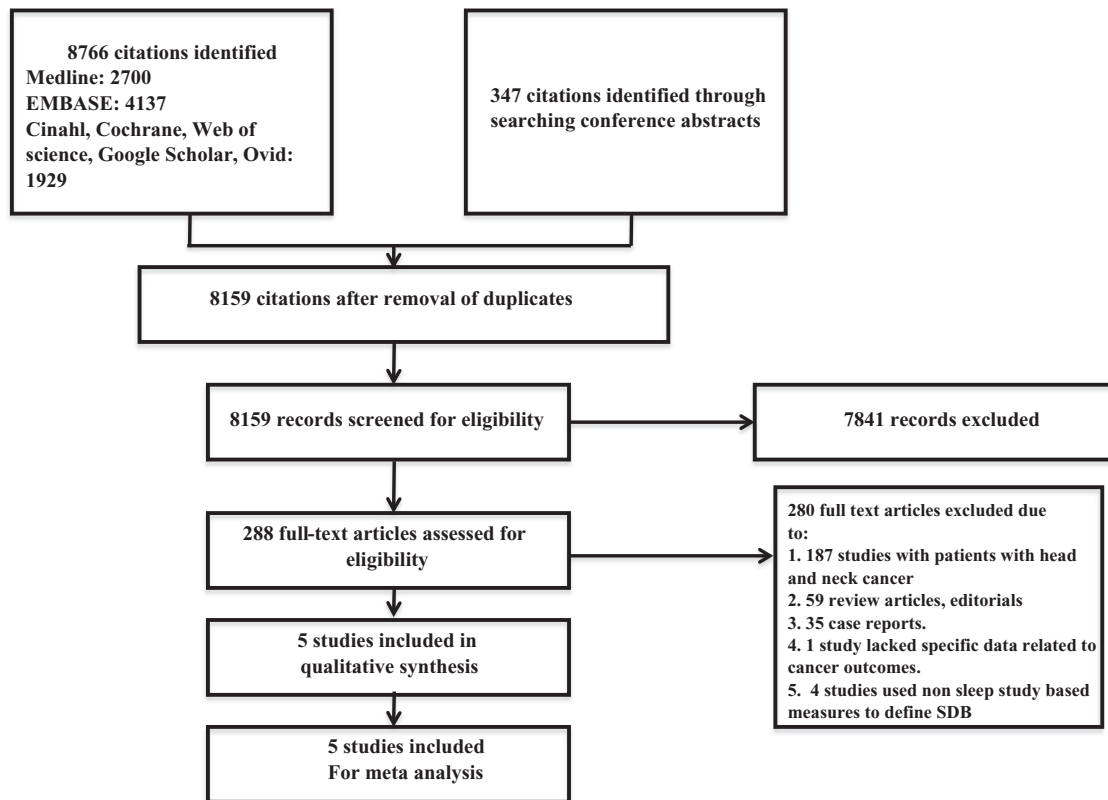 8766 citations identified
Medline: 2700
EMBASE: 4137
Cinahl, Cochrane, Web of
science, Google Scholar, Ovid:
1929
347 citations identified through
searching conference abstracts
8159 citations after removal of duplicates
8159 records screened for eligibility
7841 records excluded
288 full-text articles assessed for
eligibility
280 full text articles excluded due
to:
1. 187 studies with patients with head
and neck cancer
2. 59 review articles, editorials
3. 35 case reports.
4. 1 study lacked specific data related to
cancer outcomes.
5. 4 studies used non sleep study based
measures to define SDB
5 studies included in
qualitative synthesis
5 studies included
For meta analysis